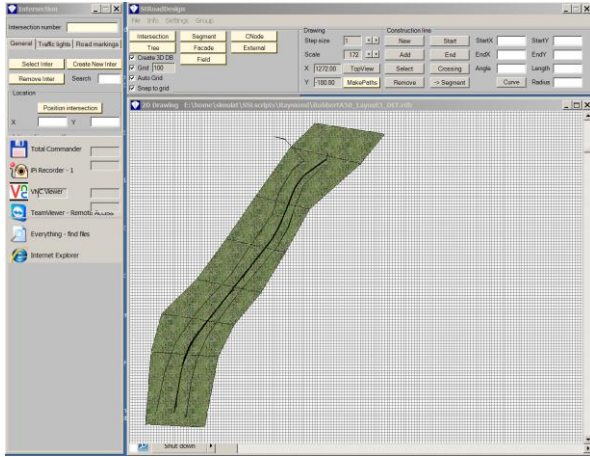 Intersection
Intersection number
General
Traffic lights
Road markings
Select Inter
Create New Inter
Remove Inter
Search
Location
Position intersection
X
Y
Total Commander
iPi Recorder - 1
VNC Viewer
TeamViewer - Remote Access
Everything - find files
Internet Explorer
File Info Settings Group
Intersection Segment CNode
Tree Facade External
Create 3D DB
Field
Grid 100
Auto Grid
Snap to grid
Drawing
Step size 1
Scale 172
X 1272.00 TopView
Y -180.90 MakePaths
Construction line
New Start StartX StartY
Add End EndX EndY
Select Crossing Angle Length
Remove -> Segment Curve Radius
2D Drawing
Shut down